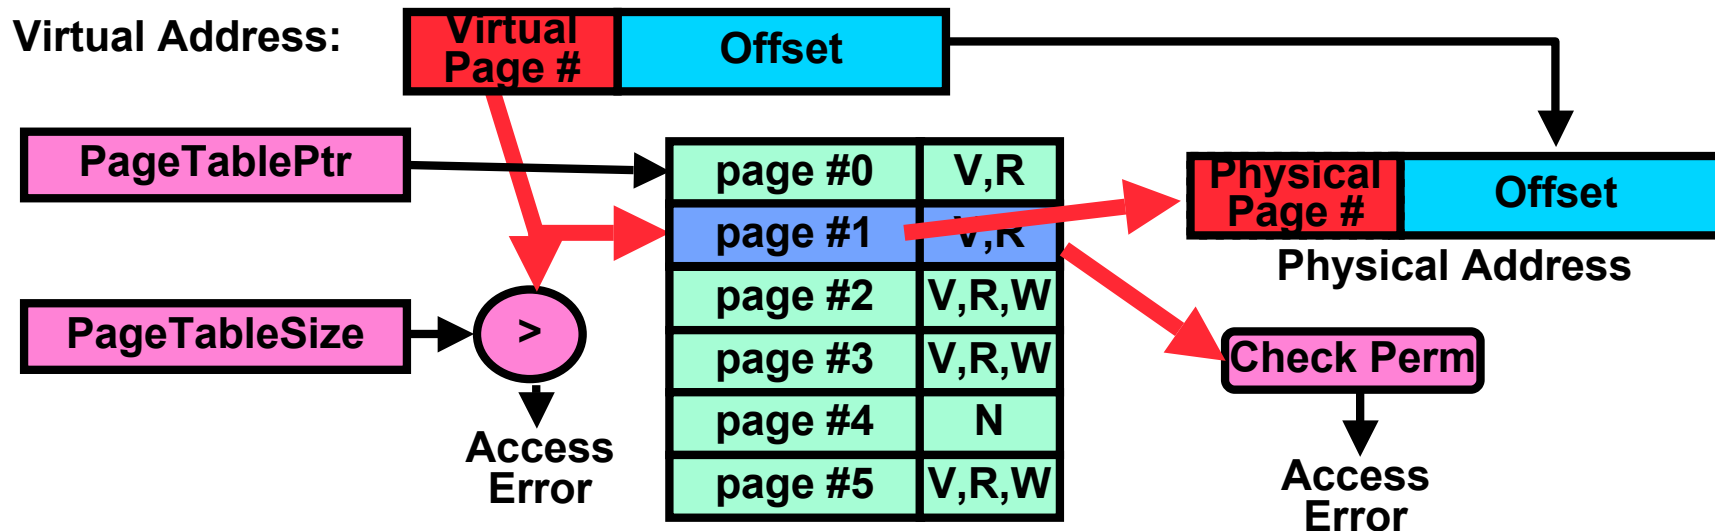 Virtual Address:
Virtual
Page #
Offset
PageTablePtr
page #0 V,R
page #1 V,R
page #2 V,R,W
page #3 V,R,W
page #4 N
page #5 V,R,W
Physical
Page #
Offset
Physical Address
PageTableSize
>
Access
Error
Check Perm
Access
Error